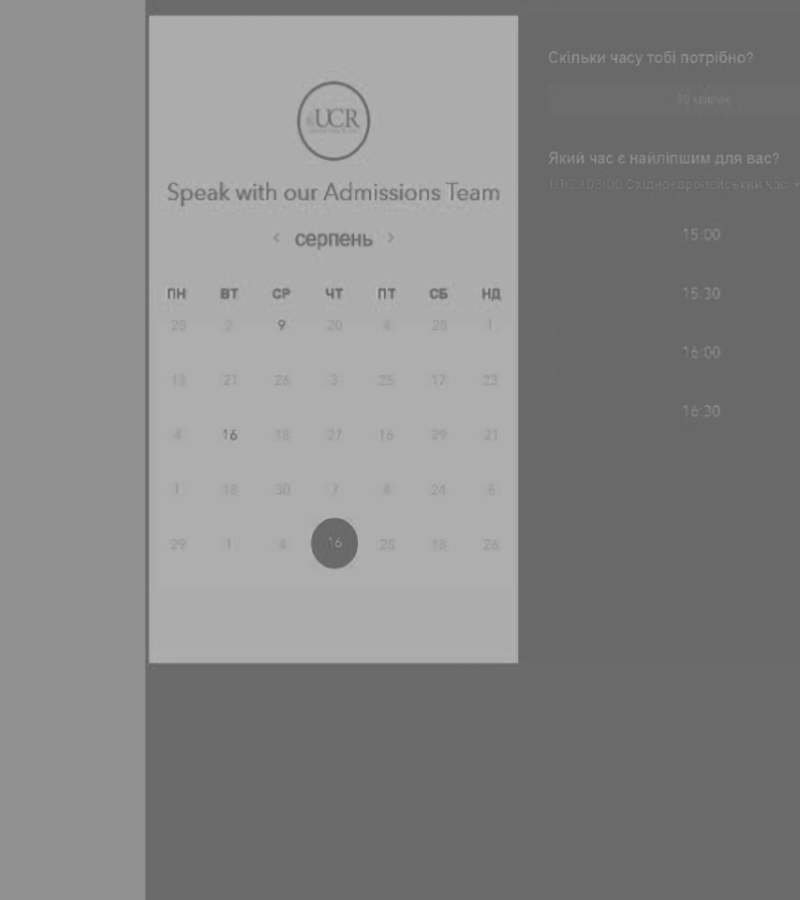 UCR
Speak with our Admissions Team
< серпень >
ПН ВТ СР ЧТ ПТ СБ НД
28 2 9 20 4 28 1
13 21 26 3 25 17 23
4 16 18 27 16 29 21
1 18 30 7 4 24 6
29 1 4 16 28 18 26
Скільки часу тобі потрібно?
30 хвилин
Який час є найліпшим для вас?
UTC +03:00 Східноєвропейський час
15:00
15:30
16:00
16:30